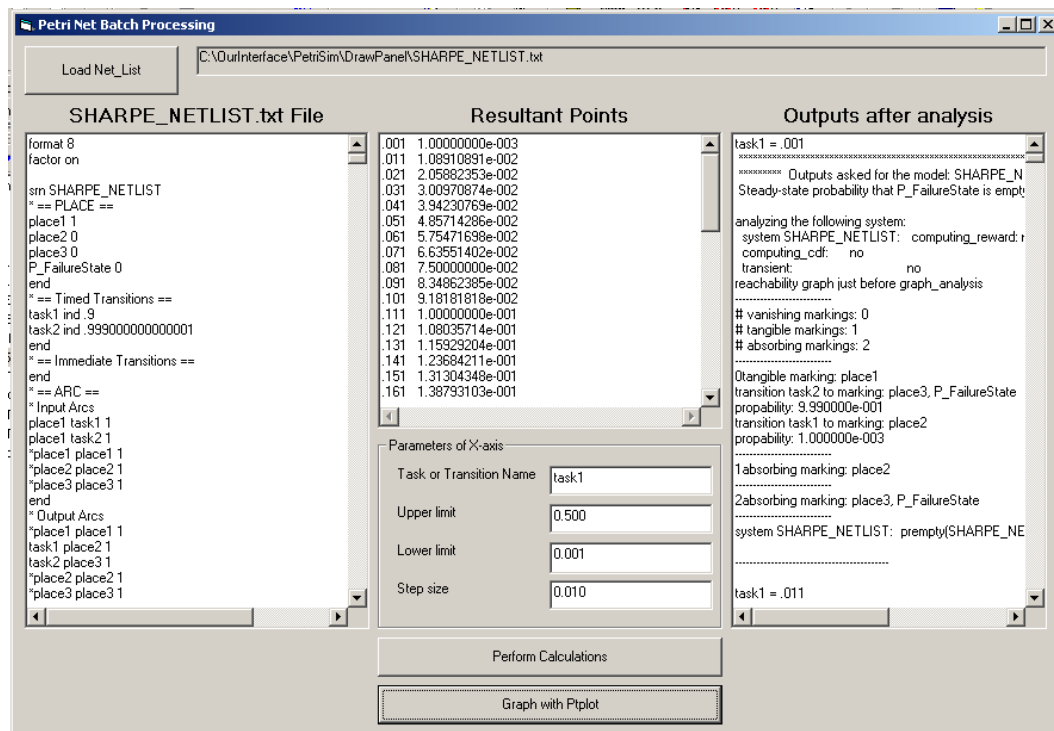 Petri Net Batch Processing
Load Net_List
C:\OurInterface\PetriSim\DrawPanel\SHARPE_NETLIST.txt
SHARPE_NETLIST.txt File
format 8
factor on
srn SHARPE_NETLIST
* == PLACE ==
place1 1
place2 0
place3 0
P_FailureState 0
end
* == Timed Transitions ==
task1 ind .9
task2 ind .999000000000001
end
* == Immediate Transitions ==
end
* == ARC ==
* Input Arcs
place1 task1 1
place1 task2 1
*place1 place1 1
*place2 place2 1
*place3 place3 1
end
* Output Arcs
*place1 place1 1
task1 place2 1
task2 place3 1
*place2 place2 1
*place3 place3 1
Resultant Points
.001 1.00000000e-003
.011 1.08910891e-002
.021 2.05882353e-002
.031 3.00970874e-002
.041 3.94230769e-002
.051 4.85714286e-002
.061 5.75471698e-002
.071 6.63551402e-002
.081 7.50000000e-002
.091 8.34862385e-002
.101 9.18181818e-002
.111 1.00000000e-001
.121 1.08035714e-001
.131 1.15929204e-001
.141 1.23684211e-001
.151 1.31304348e-001
.161 1.38793103e-001
Parameters of X-axis
Task or Transition Name task1
Upper limit 0.500
Lower limit 0.001
Step size 0.010
Perform Calculations
Graph with Ptplot
Outputs after analysis
task1 = .001
********* Outputs asked for the model: SHARPE_N
Steady-state probability that P_FailureState is empty
analyzing the following system:
system SHARPE_NETLIST: computing_reward: r
computing_cdf: no
transient: no
reachability graph just before graph_analysis
--------------------------
# vanishing markings: 0
# tangible markings: 1
# absorbing markings: 2
--------------------------
0tangible marking: place1
transition task2 to marking: place3, P_FailureState
propability: 9.990000e-001
transition task1 to marking: place2
propability: 1.000000e-003
--------------------------
1absorbing marking: place2
--------------------------
2absorbing marking: place3, P_FailureState
--------------------------
system SHARPE_NETLIST: prempty(SHARPE_NE
------------------------------------------
task1 = .011